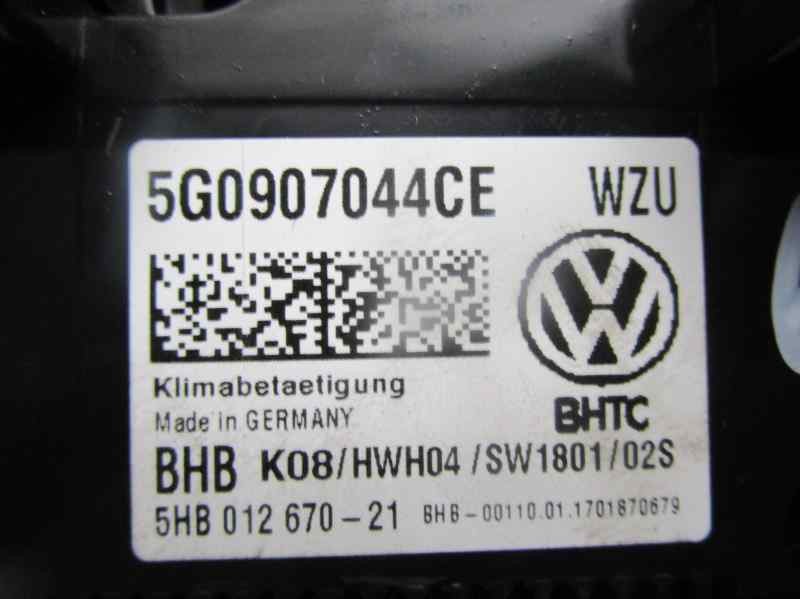 5G0907044CE WZU
Klimabetaetigung
Made in GERMANY
BHTC
BHB K08/HWH04/SW1801/02S
5HB 012 670-21 BHB-00110.01.1701870679